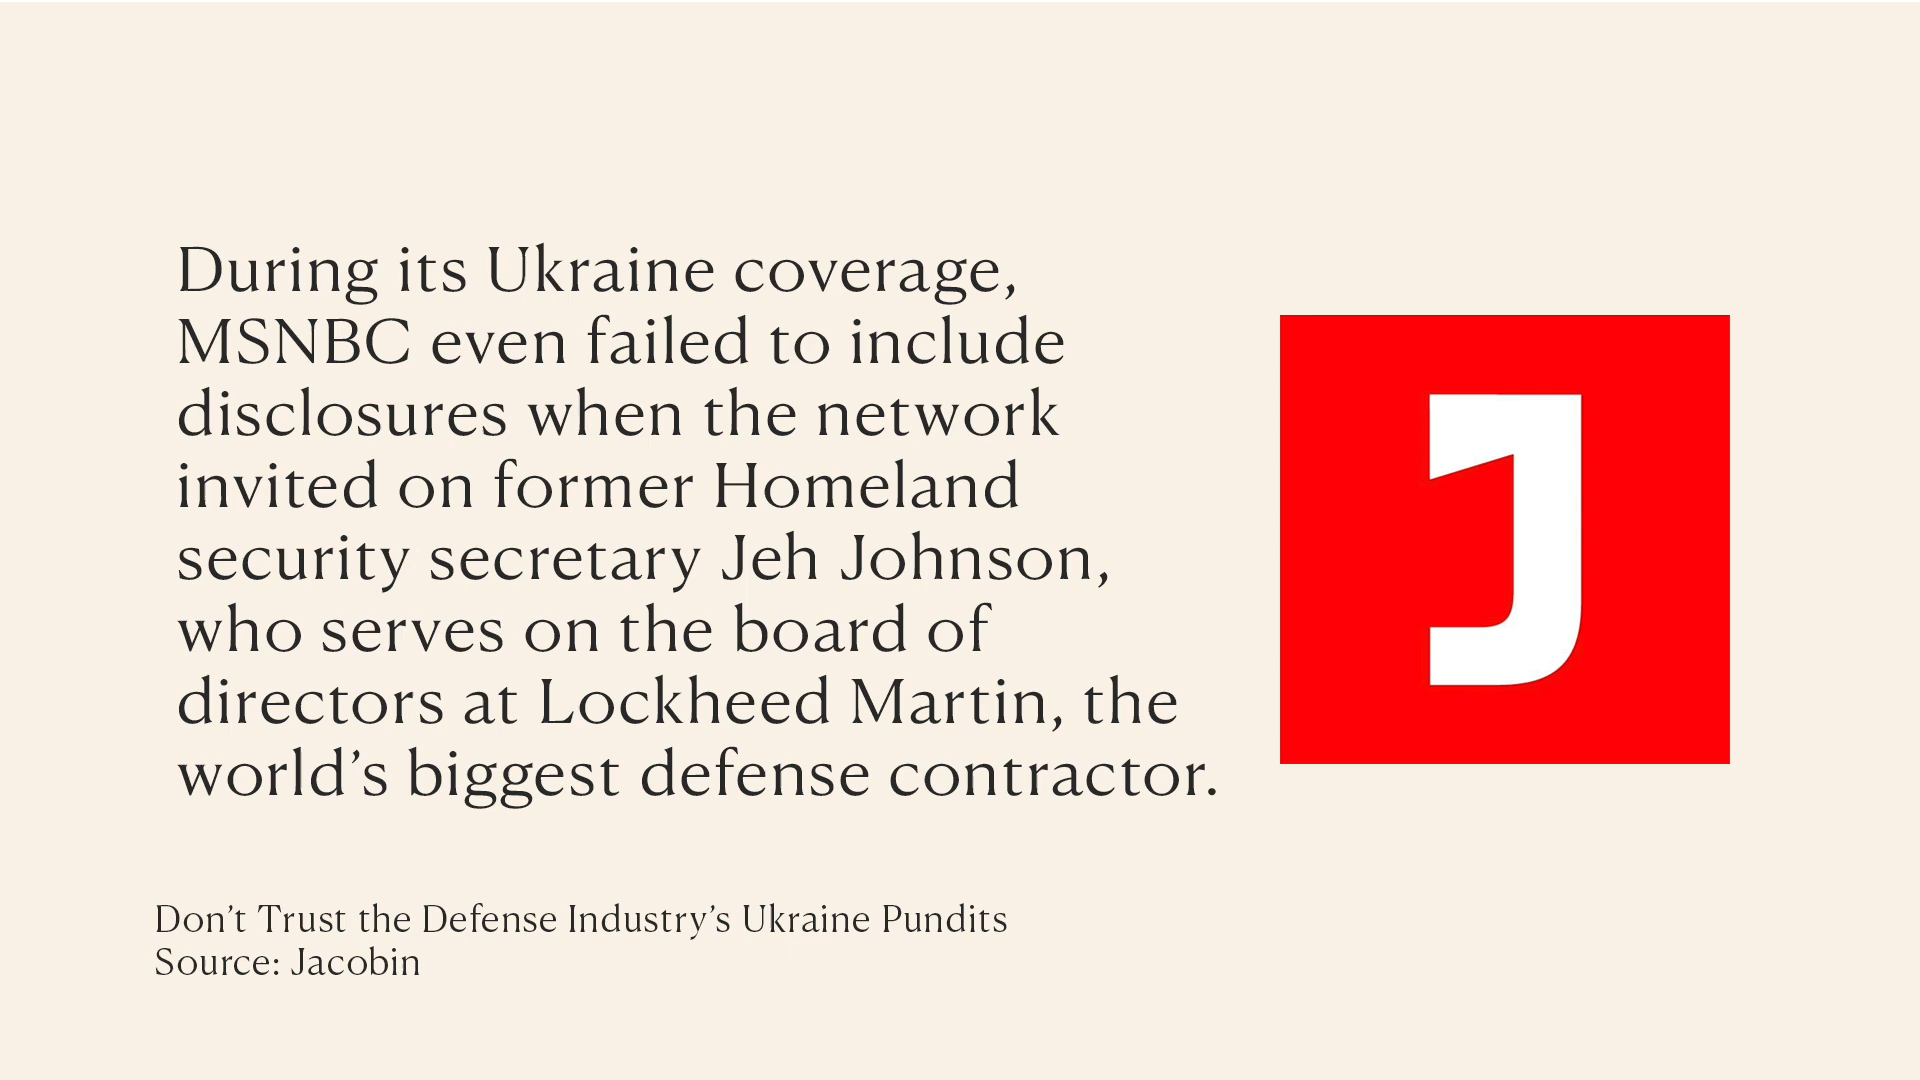 During its Ukraine coverage,
MSNBC even failed to include
disclosures when the network
invited on former Homeland
security secretary Jeh Johnson,
who serves on the board of
directors at Lockheed Martin, the
world’s biggest defense contractor.
J
Don’t Trust the Defense Industry’s Ukraine Pundits
Source: Jacobin